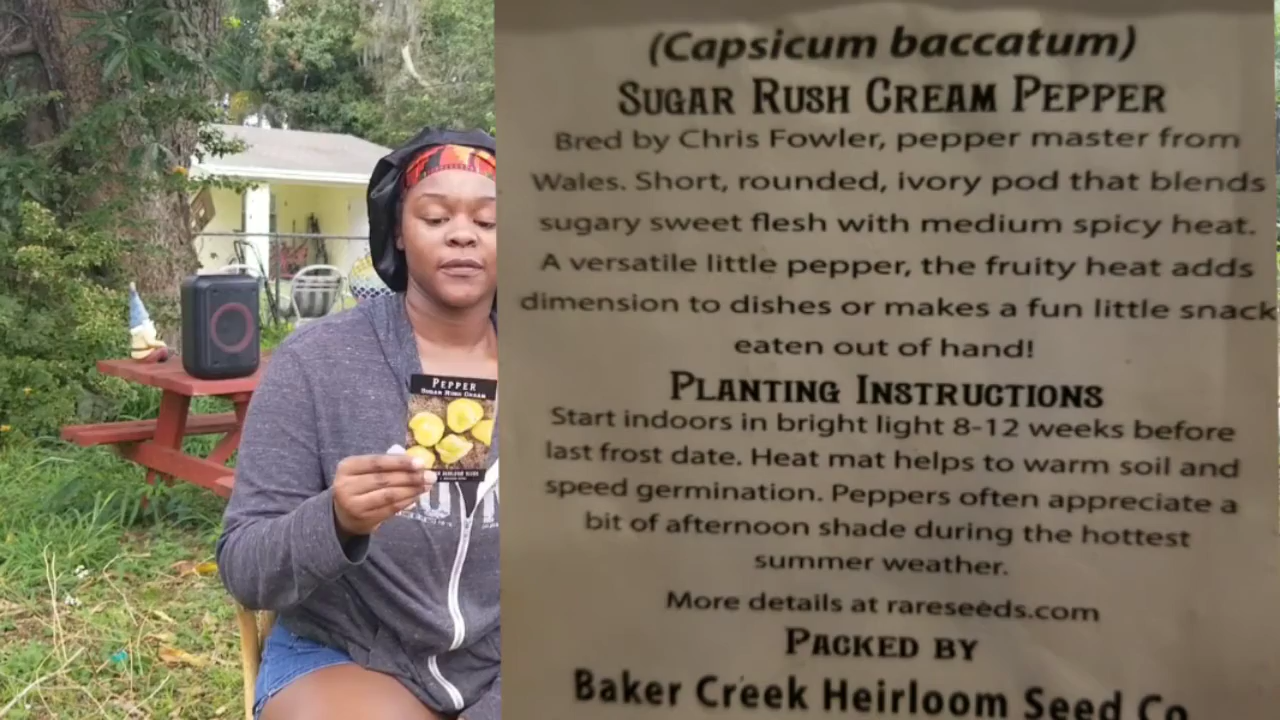 PEPPER
SUGAR RUSH CREAM
(Capsicum baccatum)
SUGAR RUSH CREAM PEPPER
Bred by Chris Fowler, pepper master from
Wales. Short, rounded, ivory pod that blends
sugary sweet flesh with medium spicy heat.
A versatile little pepper, the fruity heat adds
dimension to dishes or makes a fun little snack
eaten out of hand!
PLANTING INSTRUCTIONS
Start indoors in bright light 8-12 weeks before
last frost date. Heat mat helps to warm soil and
speed germination. Peppers often appreciate a
bit of afternoon shade during the hottest
summer weather.
More details at rareseeds.com
PACKED BY
Baker Creek Heirloom Seed Co.